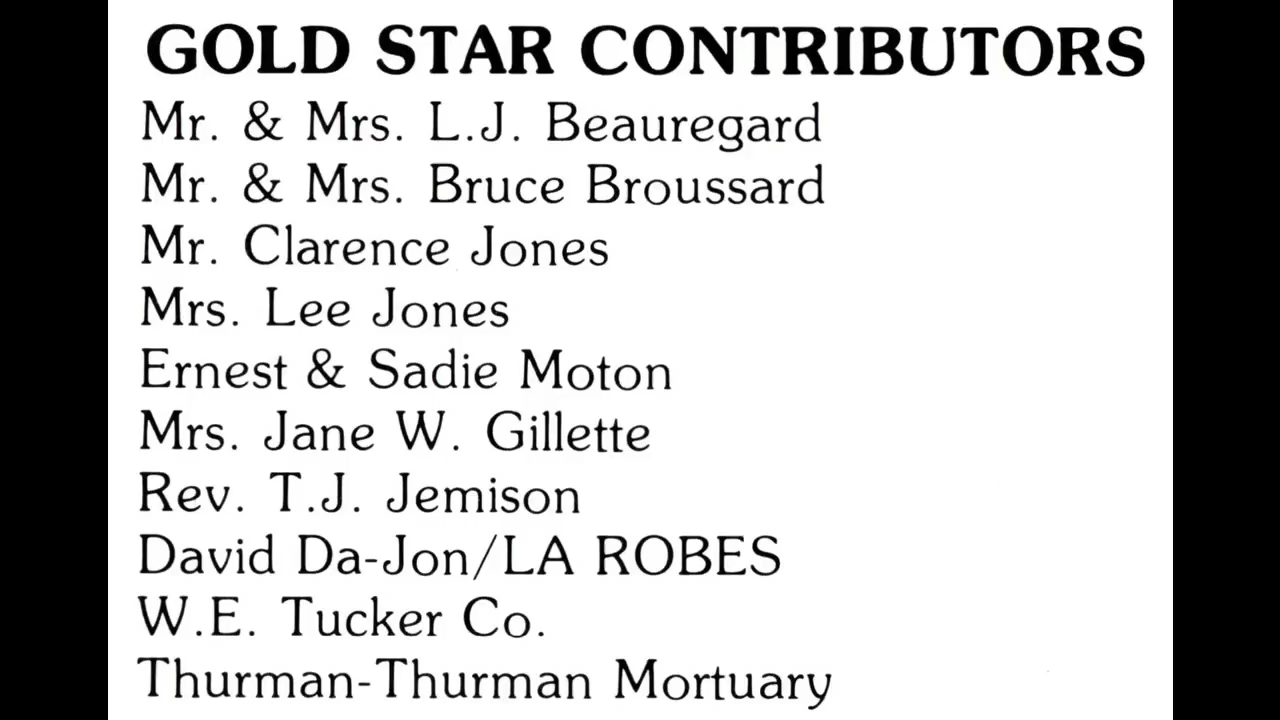 GOLD STAR CONTRIBUTORS
Mr. & Mrs. L.J. Beauregard
Mr. & Mrs. Bruce Broussard
Mr. Clarence Jones
Mrs. Lee Jones
Ernest & Sadie Moton
Mrs. Jane W. Gillette
Rev. T.J. Jemison
David Da-Jon/LA ROBES
W.E. Tucker Co.
Thurman-Thurman Mortuary